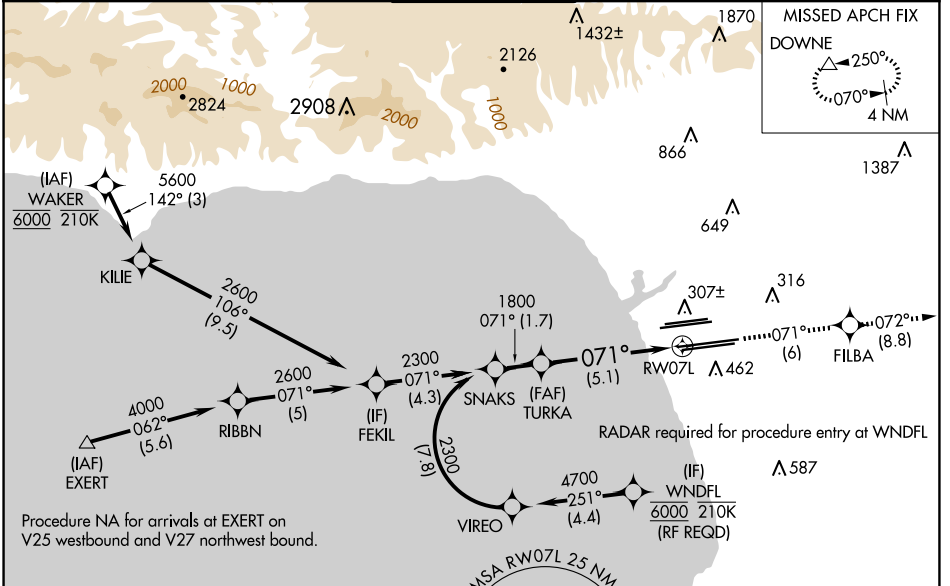 MISSED APCH FIX
DOWNE
250°
070°
4 NM
1870
1432±
2126
2000
1000
2824
2908
2000
1000
866
1387
649
(IAF)
WAKER
6000 210K
5600
142° (3)
KILIE
2600
106°
(9.5)
307±
316
1800
071° (1.7)
071°
(6)
FILBA
072°
(8.8)
RW07L
462
071°
(5.1)
2300
071°
(4.3)
SNAKS
(FAF)
TURKA
2600
071°
(5)
(IF)
FEKIL
RIBBN
4000
062°
(5.6)
(IAF)
EXERT
RADAR required for procedure entry at WNDFL
587
2300
(7.8)
4700
251°
(4.4)
VIREO
(IF)
WNDFL
6000 210K
(RF REQD)
Procedure NA for arrivals at EXERT on
V25 westbound and V27 northwest bound.
MSA RW07L 25 NM